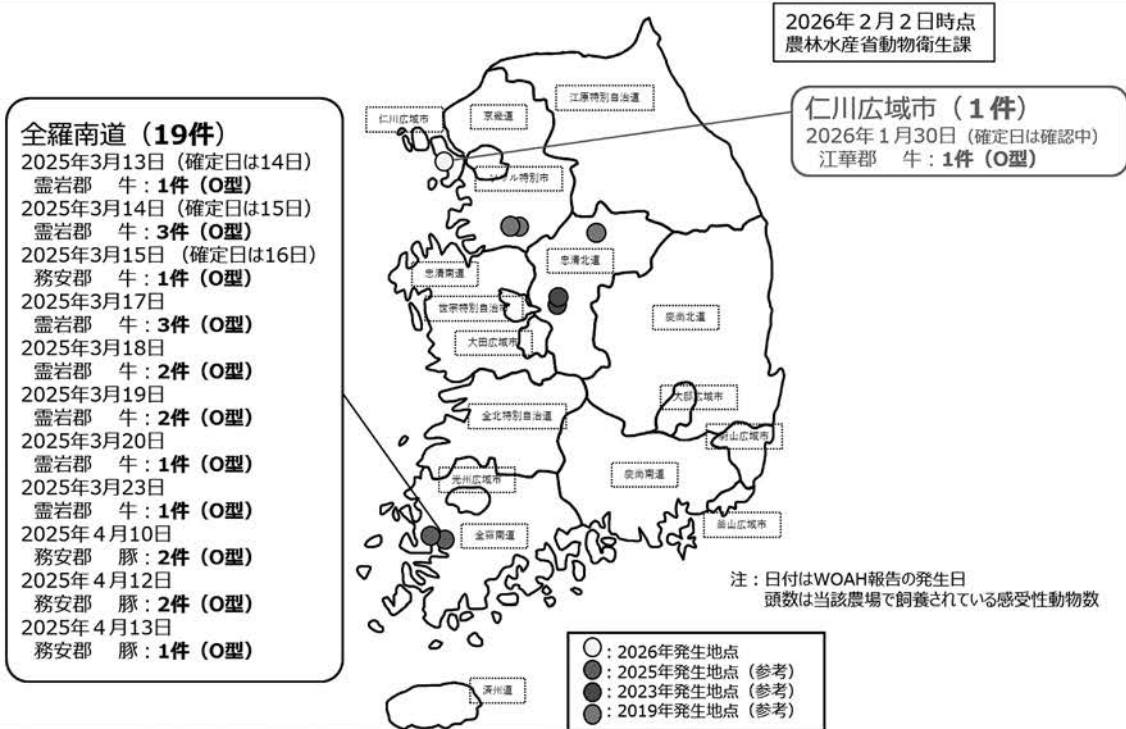 2026年２月２日時点
農林水産省動物衛生課
全羅南道（19件）
2025年3月13日（確定日は14日）
霊岩郡　牛：1件（O型）
2025年3月14日（確定日は15日）
霊岩郡　牛：3件（O型）
2025年3月15日（確定日は16日）
務安郡　牛：1件（O型）
2025年3月17日
霊岩郡　牛：3件（O型）
2025年3月18日
霊岩郡　牛：2件（O型）
2025年3月19日
霊岩郡　牛：2件（O型）
2025年3月20日
霊岩郡　牛：1件（O型）
2025年3月23日
霊岩郡　牛：1件（O型）
2025年４月10日
務安郡　豚：2件（O型）
2025年４月12日
務安郡　豚：2件（O型）
2025年４月13日
務安郡　豚：1件（O型）
仁川広域市（１件）
2026年１月30日（確定日は確認中）
江華郡　牛：1件（O型）
江原特別自治道
京畿道
仁川広域市
ソウル特別市
忠清北道
忠清南道
世宗特別自治市
慶尚北道
大田広域市
大邱広域市
全北特別自治道
蔚山広域市
光州広域市
慶尚南道
釜山広域市
全羅南道
済州道
注：日付はWOAH報告の発生日
頭数は当該農場で飼養されている感受性動物数
：2026年発生地点
：2025年発生地点（参考）
：2023年発生地点（参考）
：2019年発生地点（参考）